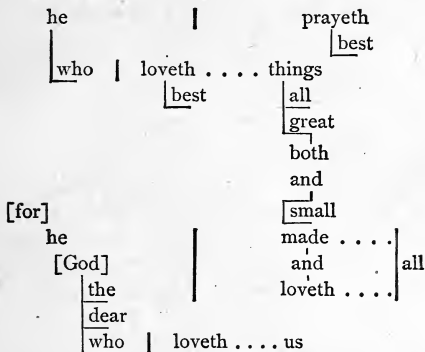 he prayeth
best
who loveth .... things
best all
great
both
and
[for] small
he made ....
[God] and all
the loveth ....
dear
who loveth .... us